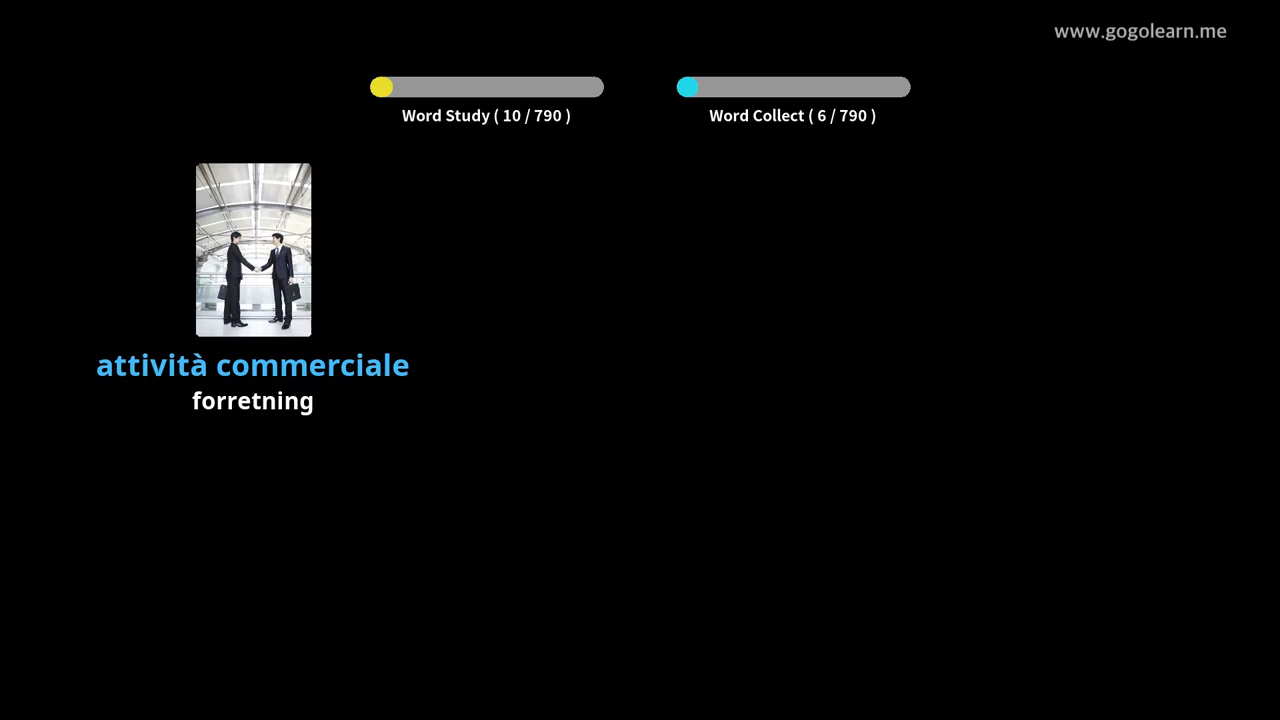 www.gogolearn.me
Word Study ( 10 / 790 )
Word Collect ( 6 / 790 )
attività commerciale
forretning